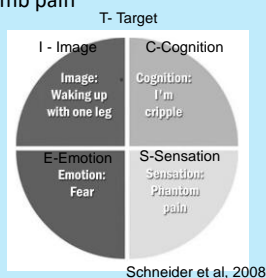 mb pain
T- Target
I - Image
C-Cognition
Image:
Waking up
with one leg
Cognition:
I'm
cripple
E-Emotion
S-Sensation
Emotion:
Fear
Sensation:
Phantom
pain
Schneider et al, 2008